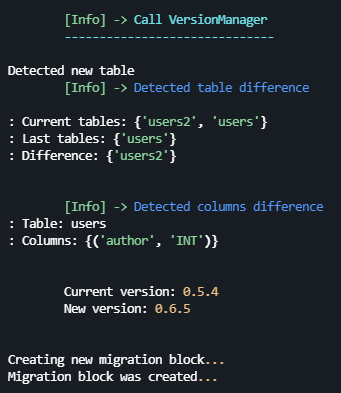 [Info] -> Call VersionManager
------------------------------
Detected new table
[Info] -> Detected table difference
: Current tables: {'users2', 'users'}
: Last tables: {'users'}
: Difference: {'users2'}
[Info] -> Detected columns difference
: Table: users
: Columns: {('author', 'INT')}
Current version: 0.5.4
New version: 0.6.5
Creating new migration block...
Migration block was created...